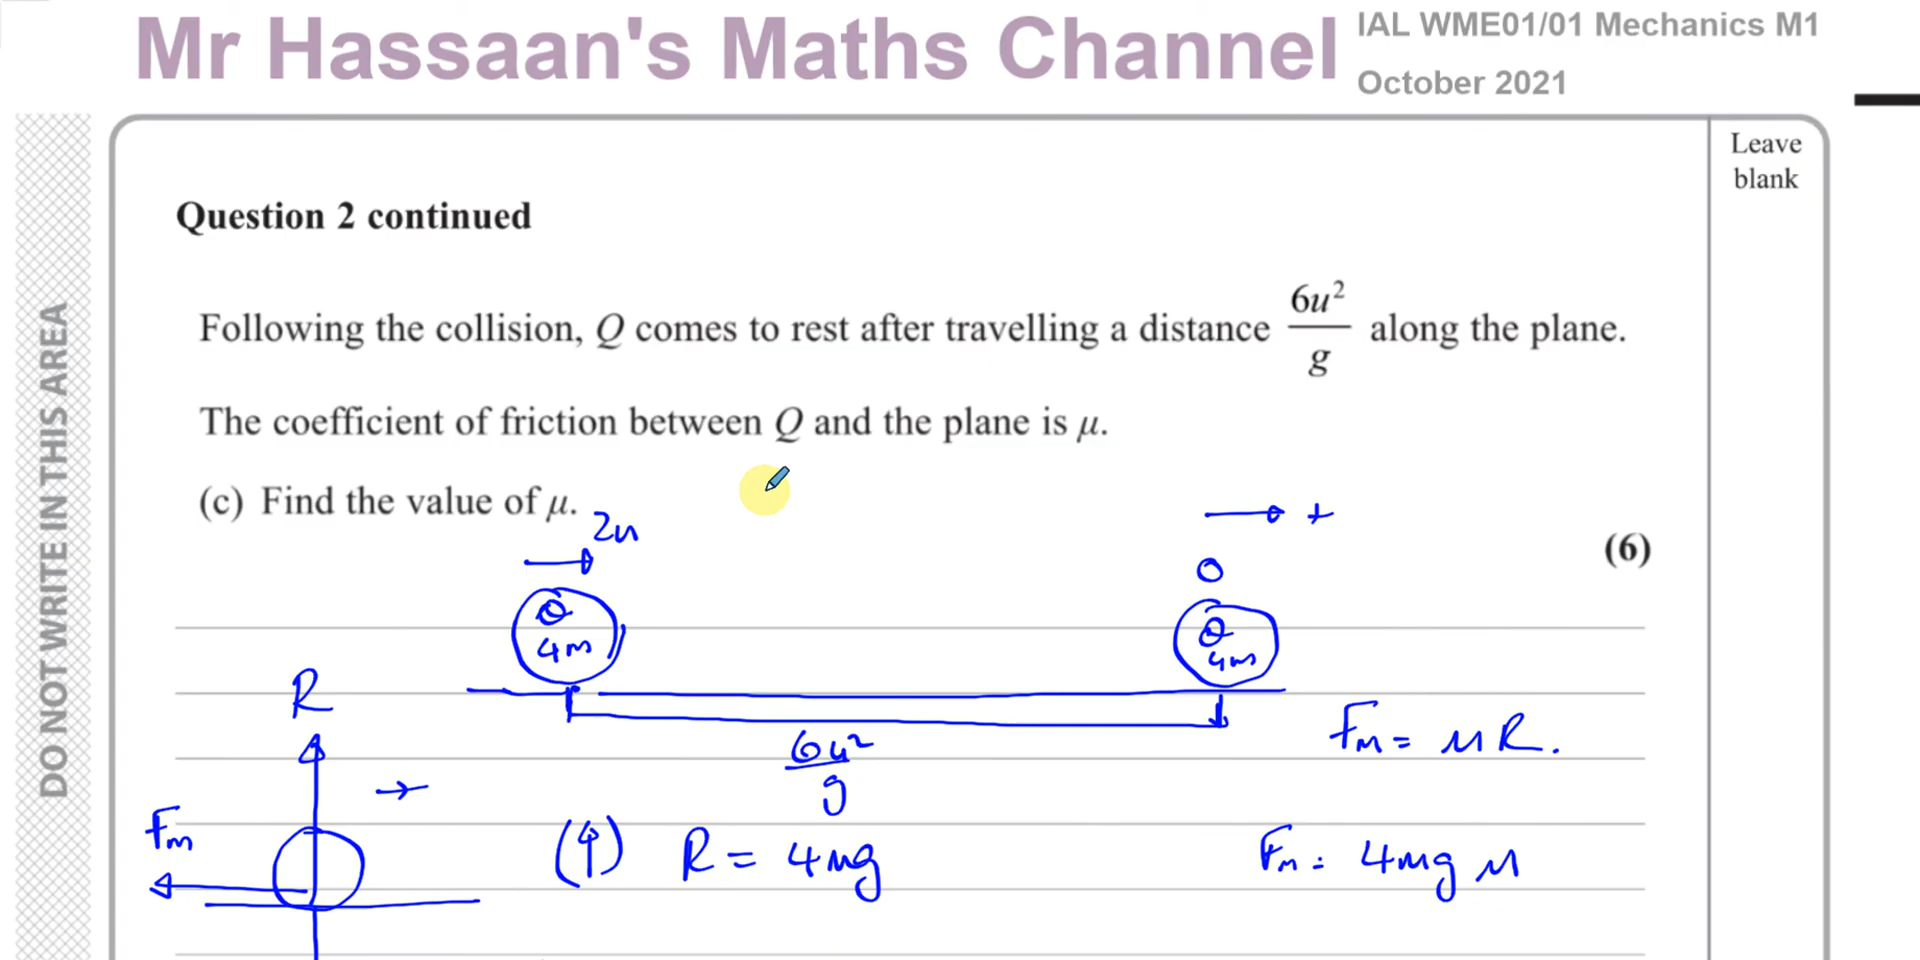 Mr Hassaan's Maths Channel
IAL WME01/01 Mechanics M1
October 2021
DO NOT WRITE IN THIS AREA
Leave
blank
Question 2 continued
Following the collision, Q comes to rest after travelling a distance 6u²/g along the plane.
The coefficient of friction between Q and the plane is μ.
(c) Find the value of μ.
(6)
2u
→ +
0
Q
4m
Q
4m
R
6u²/g
Fm = μR.
Fm
(↑) R = 4mg
Fm = 4mg μ